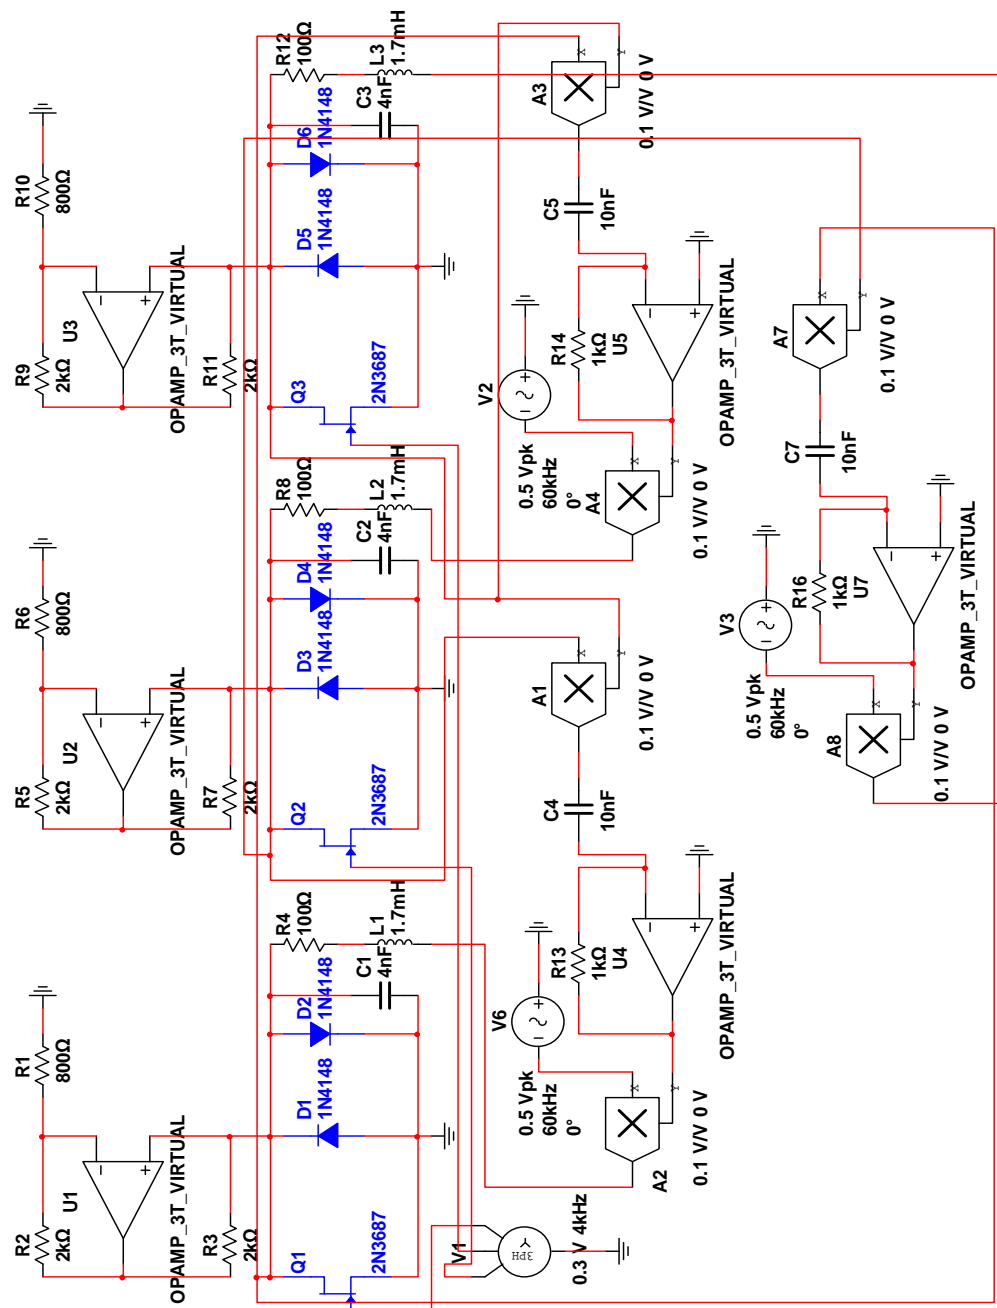 R12
100Ω
L3
1.7mH
C3
4nF
D6
1N4148
D5
1N4148
R10
800Ω
R9
2kΩ
U3
OPAMP_3T_VIRTUAL
R11
2kΩ
Q3
2N3687
A3
X
Y
0.1 V/V 0 V
C5
10nF
R14
1kΩ
U5
OPAMP_3T_VIRTUAL
V2
0.5 Vpk
60kHz
0°
A4
X
Y
0.1 V/V 0 V
A7
X
Y
0.1 V/V 0 V
C7
10nF
R16
1kΩ
U7
OPAMP_3T_VIRTUAL
V3
0.5 Vpk
60kHz
0°
A8
X
Y
0.1 V/V 0 V
R6
800Ω
R5
2kΩ
U2
OPAMP_3T_VIRTUAL
R7
2kΩ
R8
100Ω
L2
1.7mH
C2
4nF
D4
1N4148
D3
1N4148
Q2
2N3687
A1
X
Y
0.1 V/V 0 V
C4
10nF
R13
1kΩ
U4
OPAMP_3T_VIRTUAL
V6
0.5 Vpk
60kHz
0°
A2
X
Y
0.1 V/V 0 V
R1
800Ω
R2
2kΩ
U1
OPAMP_3T_VIRTUAL
R3
2kΩ
R4
100Ω
L1
1.7mH
C1
4nF
D2
1N4148
D1
1N4148
Q1
2N3687
V1
3PH
Y
0.3 V 4kHz